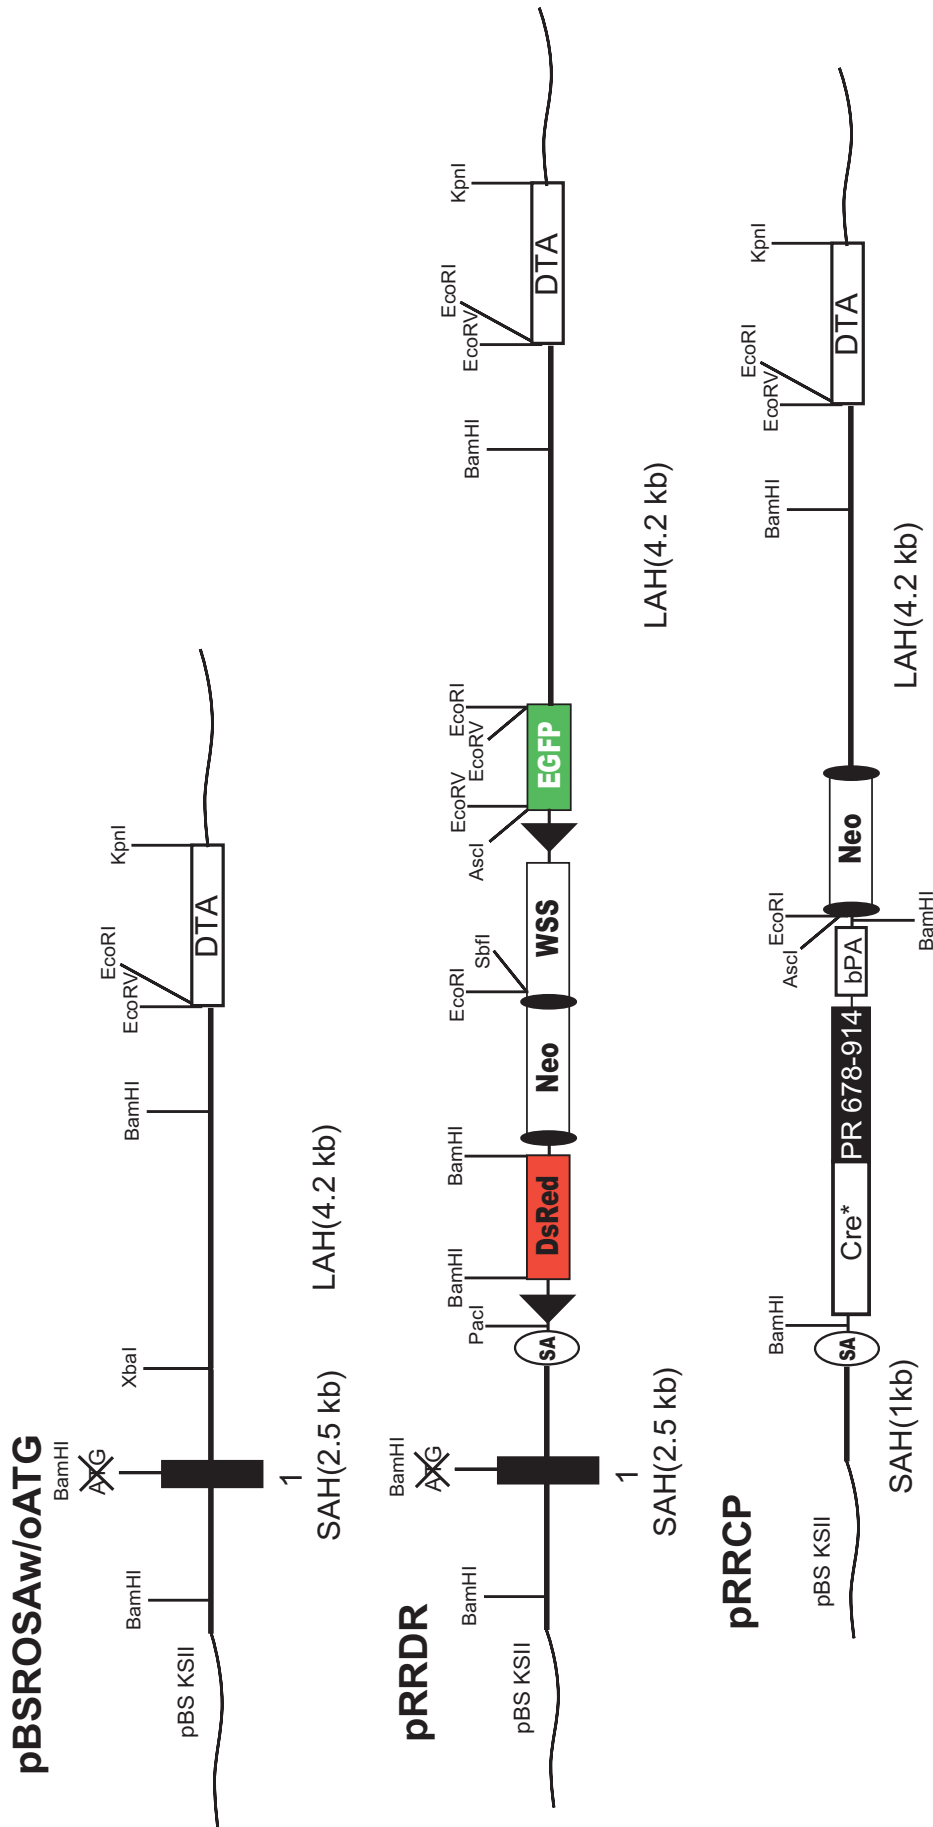 pBSROSAw/oATG
BamHI
BamHI
ATG
XbaI
BamHI
EcoRV
EcoRI
KpnI
DTA
pBS KSII
1
SAH(2.5 kb)
LAH(4.2 kb)
pRRDR
BamHI
BamHI
ATG
PacI
BamHI
BamHI
EcoRI
SbfI
AscI
EcoRV
EcoRV
EcoRI
BamHI
EcoRV
EcoRI
KpnI
SA
DsRed
Neo
WSS
EGFP
DTA
pBS KSII
1
SAH(2.5 kb)
LAH(4.2 kb)
pRRCP
BamHI
AscI
EcoRI
BamHI
EcoRV
EcoRI
KpnI
pBS KSII
SA
Cre*
PR 678-914
bPA
Neo
DTA
BamHI
SAH(1kb)
LAH(4.2 kb)